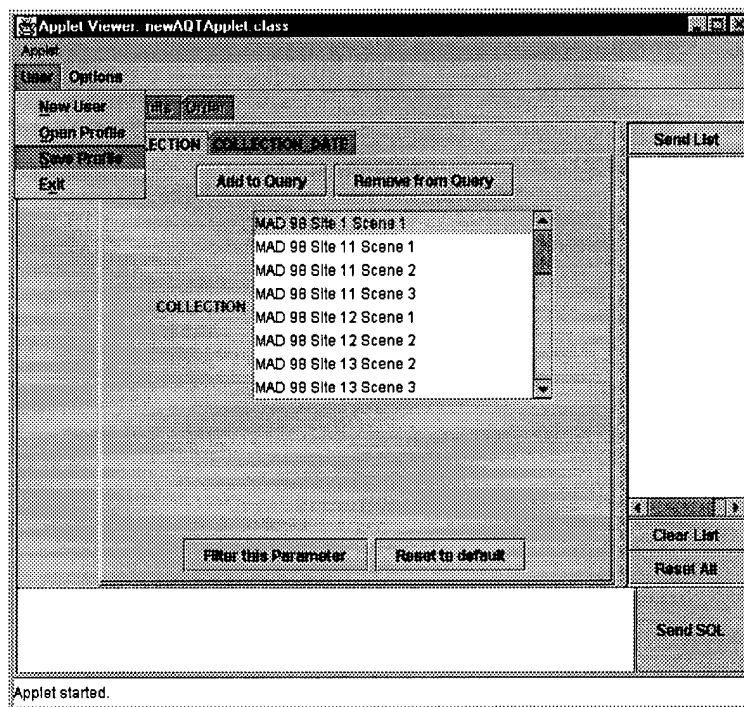 Applet Viewer: newAQTApplet.class
Applet
User Options
New User
Order
Open Profile
Save Profile
Exit
ECTION COLLECTION_DATE
Send List
Add to Query Remove from Query
MAD 98 Site 1 Scene 1
MAD 98 Site 11 Scene 1
MAD 98 Site 11 Scene 2
MAD 98 Site 11 Scene 3
COLLECTION
MAD 98 Site 12 Scene 1
MAD 98 Site 12 Scene 2
MAD 98 Site 13 Scene 2
MAD 98 Site 13 Scene 3
Clear List
Filter this Parameter Reset to default
Reset All
Send SQL
Applet started.